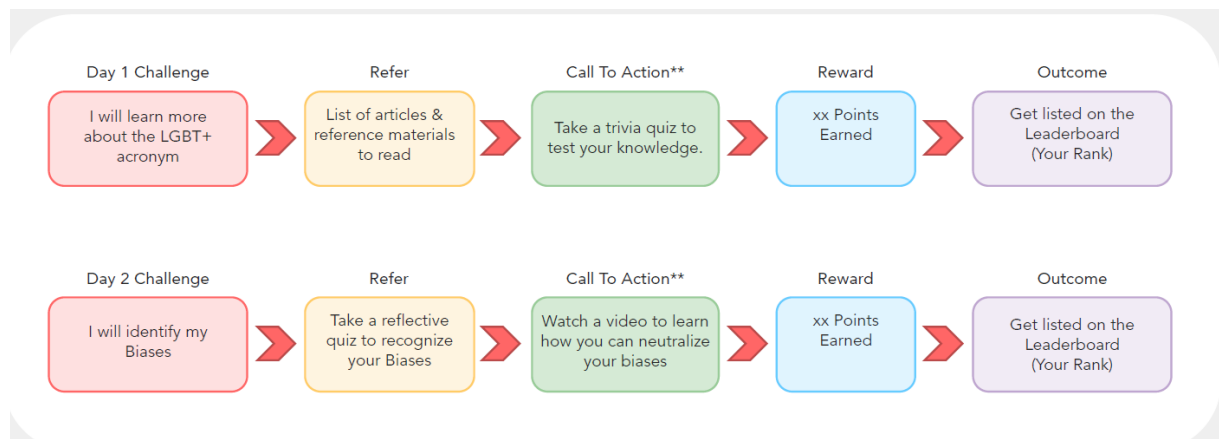 Day 1 Challenge
Refer
Call To Action**
Reward
Outcome
I will learn more
about the LGBT+
acronym
List of articles &
reference materials
to read
Take a trivia quiz to
test your knowledge.
xx Points
Earned
Get listed on the
Leaderboard
(Your Rank)
Day 2 Challenge
Refer
Call To Action**
Reward
Outcome
I will identify my
Biases
Take a reflective
quiz to recognize
your Biases
Watch a video to learn
how you can neutralize
your biases
xx Points
Earned
Get listed on the
Leaderboard
(Your Rank)